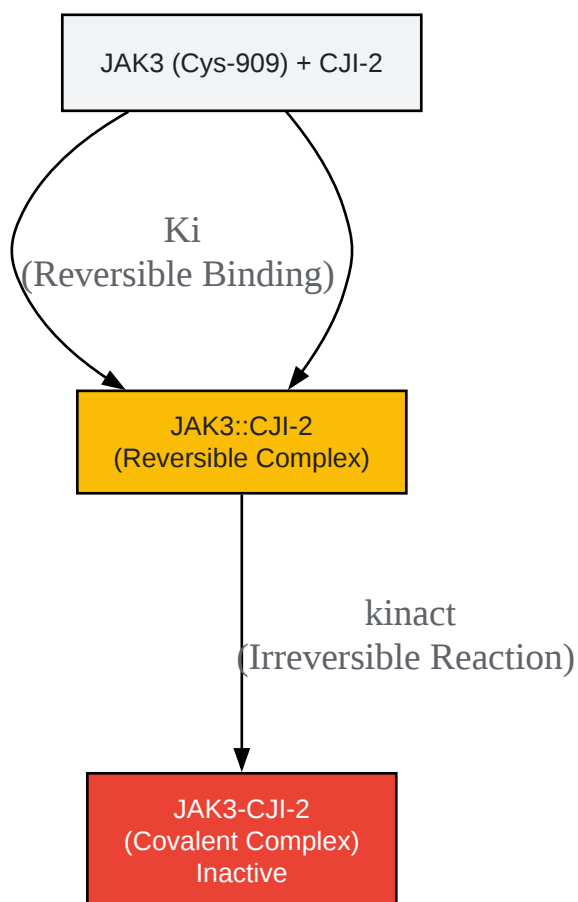 JAK3 (Cys-909) + CJI-2
Ki
(Reversible Binding)
JAK3::CJI-2
(Reversible Complex)
kinact
(Irreversible Reaction)
JAK3-CJI-2
(Covalent Complex)
Inactive